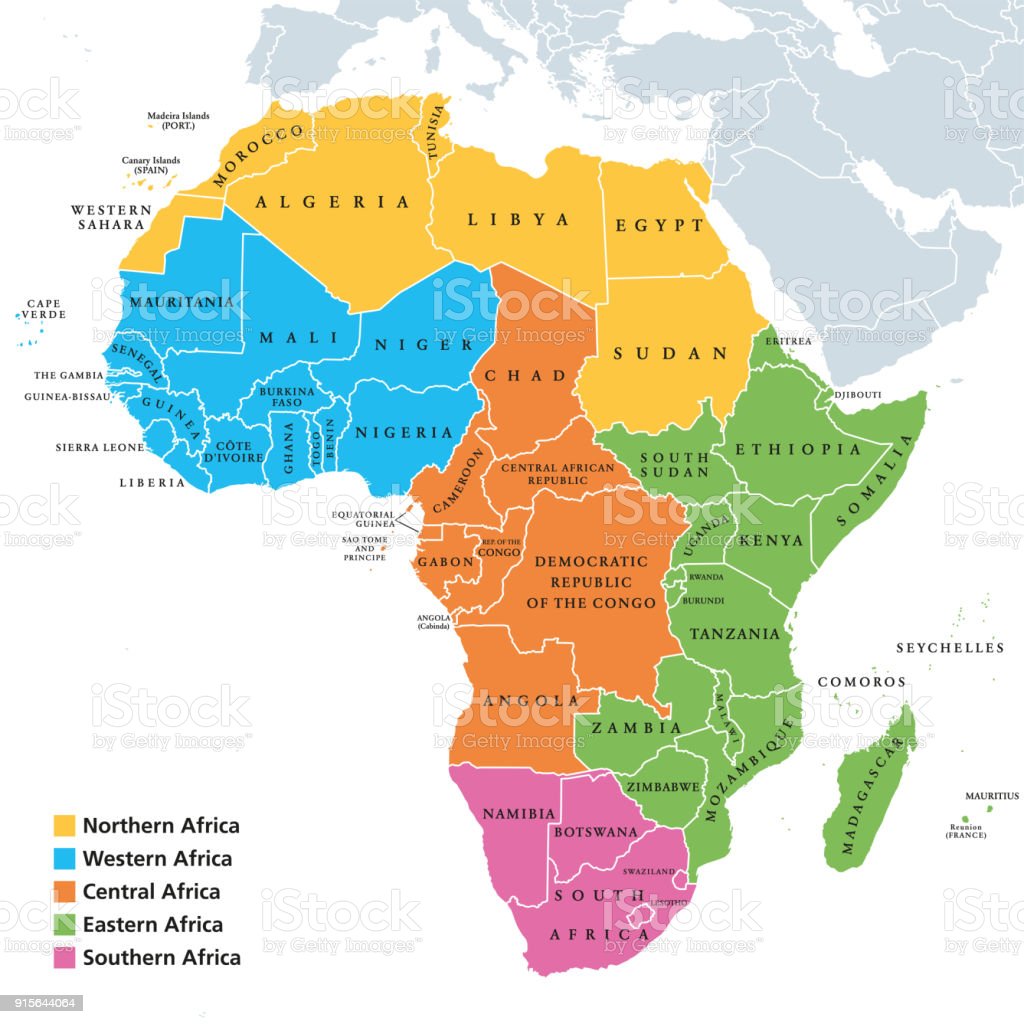 Madeira Islands
(PORT.)
Canary Islands
(SPAIN)
MOROCCO
TUNISIA
ALGERIA
LIBYA
EGYPT
WESTERN
SAHARA
CAPE
VERDE
MAURITANIA
MALI
NIGER
CHAD
SUDAN
ERITREA
DJIBOUTI
SENEGAL
THE GAMBIA
GUINEA-BISSAU
GUINEA
BURKINA
FASO
SIERRA LEONE
LIBERIA
CÔTE
D'IVOIRE
GHANA
TOGO
BENIN
NIGERIA
CAMEROON
CENTRAL AFRICAN
REPUBLIC
SOUTH
SUDAN
ETHIOPIA
SOMALIA
EQUATORIAL
GUINEA
SAO TOME
AND
PRINCIPE
GABON
REP. OF THE
CONGO
DEMOCRATIC
REPUBLIC
OF THE CONGO
UGANDA
KENYA
RWANDA
BURUNDI
TANZANIA
ANGOLA
(Cabinda)
SEYCHELLES
COMOROS
ANGOLA
ZAMBIA
MALAWI
MOZAMBIQUE
ZIMBABWE
MADAGASCAR
MAURITIUS
Reunion
(FRANCE)
NAMIBIA
BOTSWANA
SWAZILAND
SOUTH
LESOTHO
AFRICA
Northern Africa
Western Africa
Central Africa
Eastern Africa
Southern Africa
iStock
by Getty Images™
915644064